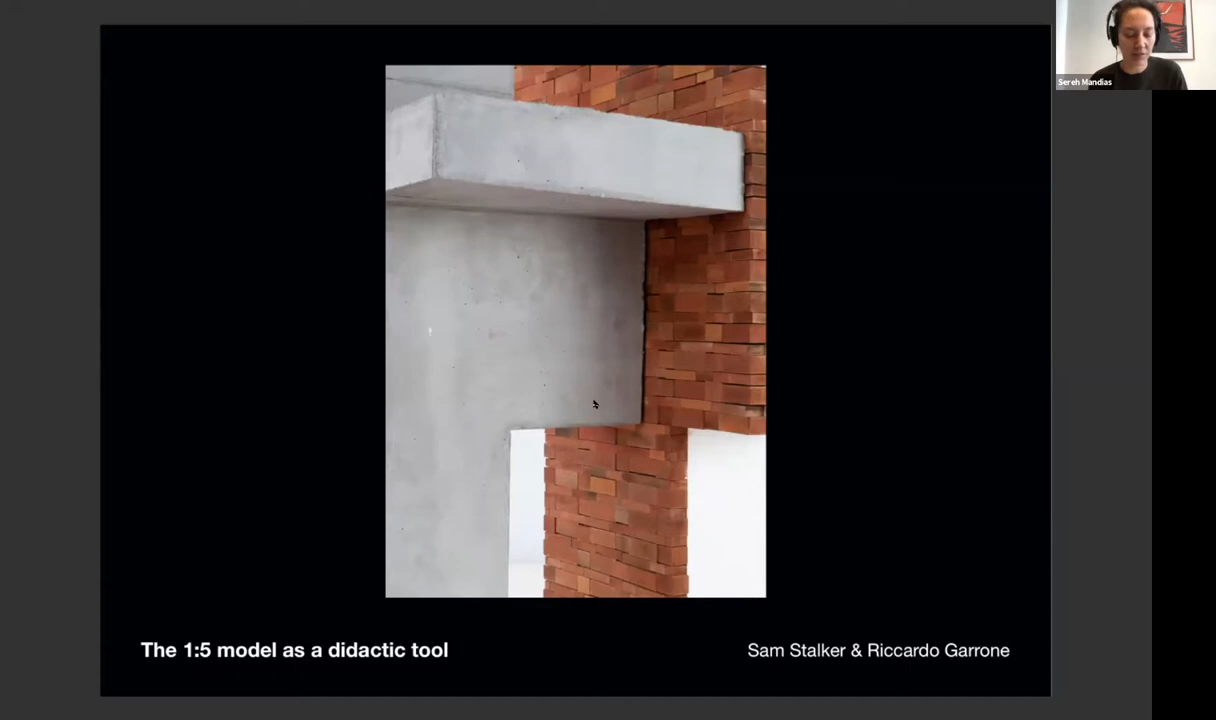 Sereh Mandias
The 1:5 model as a didactic tool
Sam Stalker & Riccardo Garrone